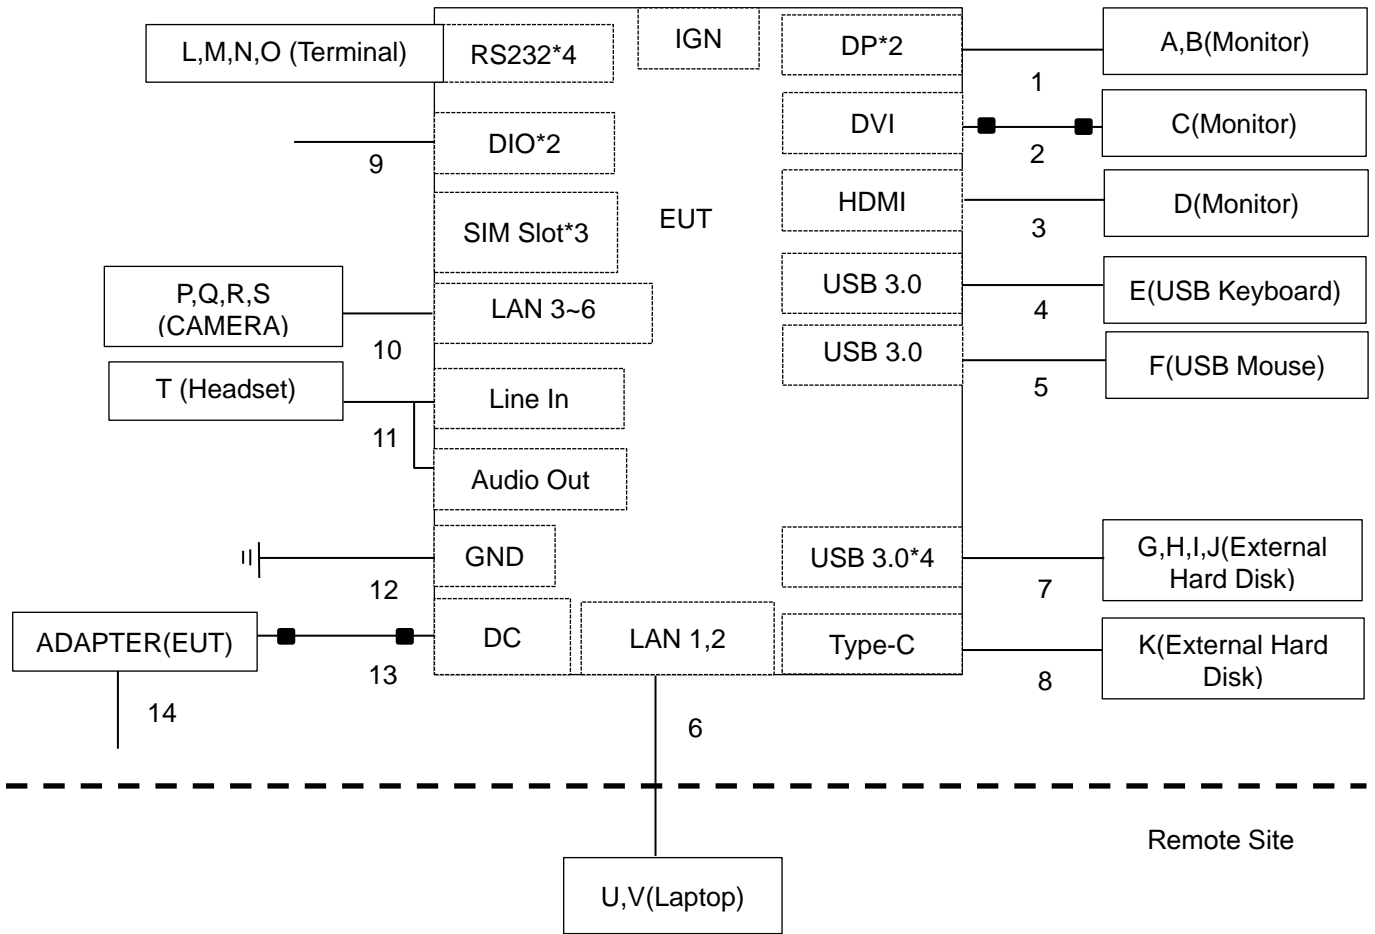 L,M,N,O (Terminal)
RS232*4
IGN
DP*2
A,B(Monitor)
1
DIO*2
9
DVI
C(Monitor)
2
SIM Slot*3
EUT
HDMI
D(Monitor)
3
P,Q,R,S
(CAMERA)
LAN 3~6
10
USB 3.0
E(USB Keyboard)
4
USB 3.0
F(USB Mouse)
5
T (Headset)
Line In
11
Audio Out
GND
12
USB 3.0*4
G,H,I,J(External
Hard Disk)
7
ADAPTER(EUT)
DC
13
LAN 1,2
Type-C
K(External Hard
Disk)
8
14
6
Remote Site
U,V(Laptop)